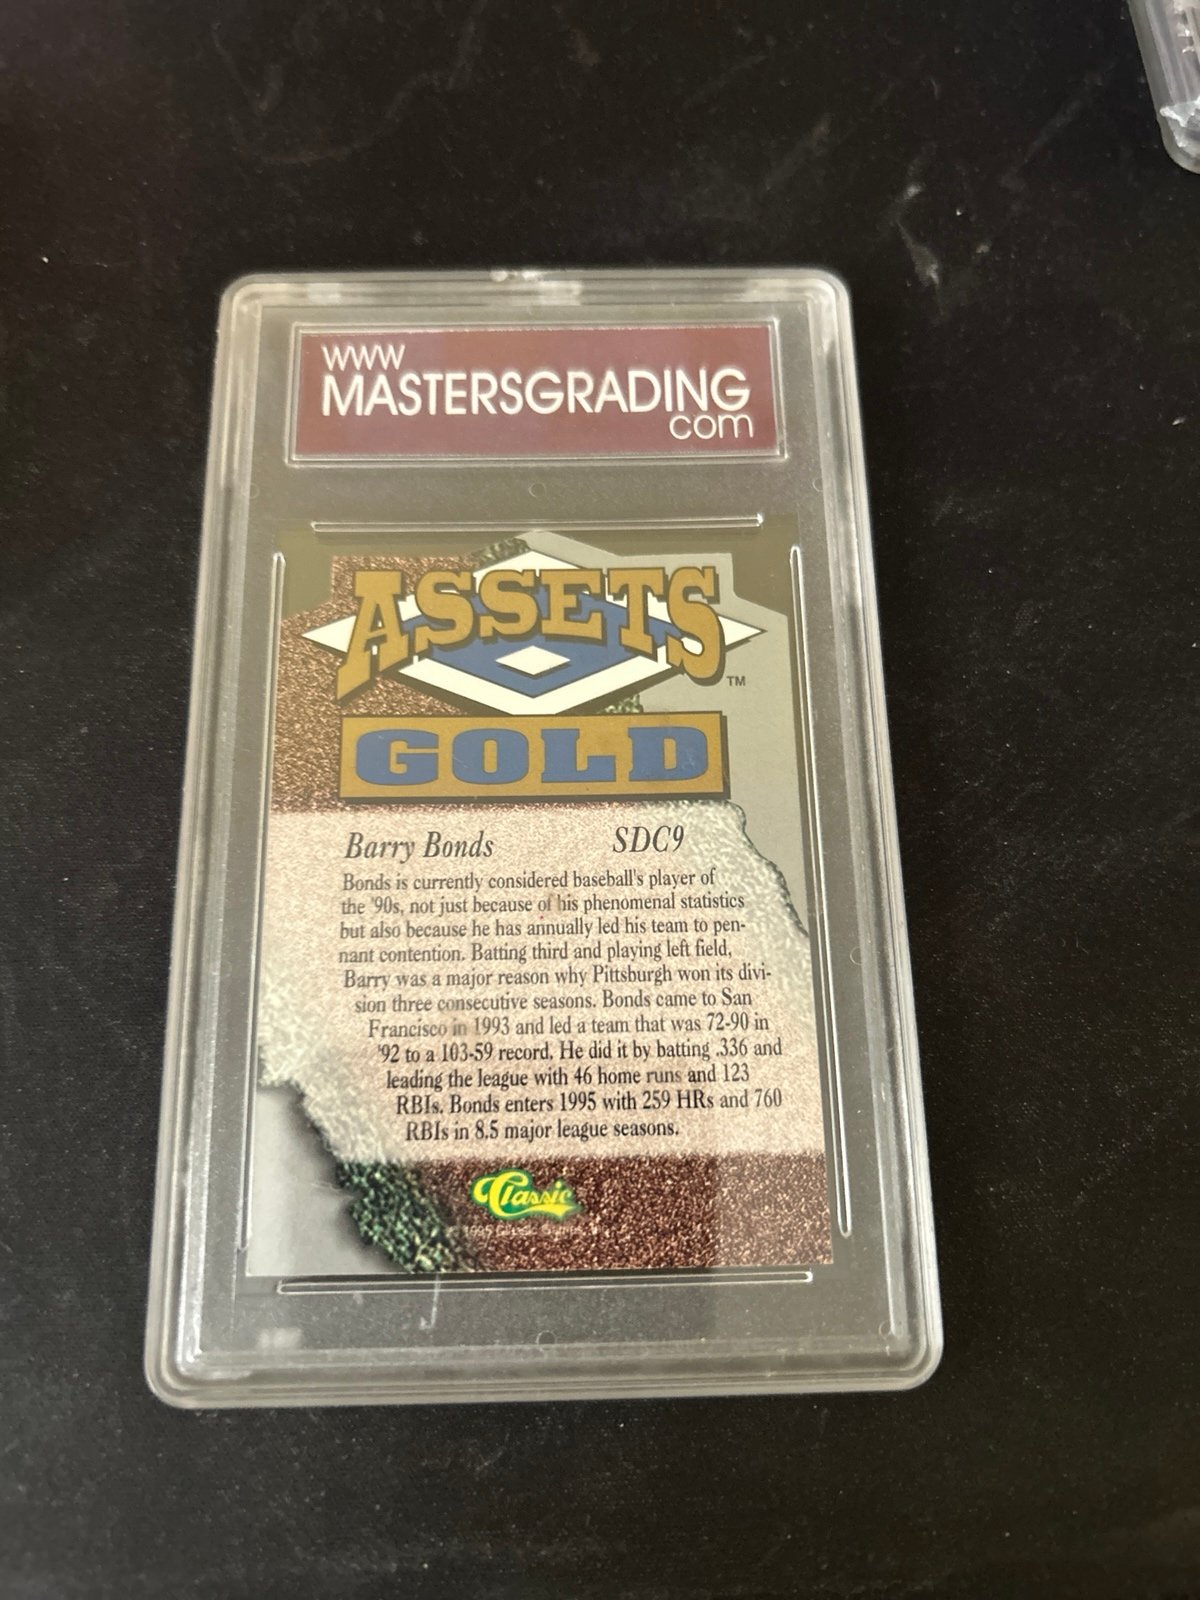 www
MASTERSGRADING
com
ASSETS
TM
GOLD
Barry Bonds SDC9
Bonds is currently considered baseball's player of
the '90s, not just because of his phenomenal statistics
but also because he has annually led his team to pen-
nant contention. Batting third and playing left field,
Barry was a major reason why Pittsburgh won its divi-
sion three consecutive seasons. Bonds came to San
Francisco in 1993 and led a team that was 72-90 in
'92 to a 103-59 record. He did it by batting .336 and
leading the league with 46 home runs and 123
RBIs. Bonds enters 1995 with 259 HRs and 760
RBIs in 8.5 major league seasons.
Classic
1995 Classic